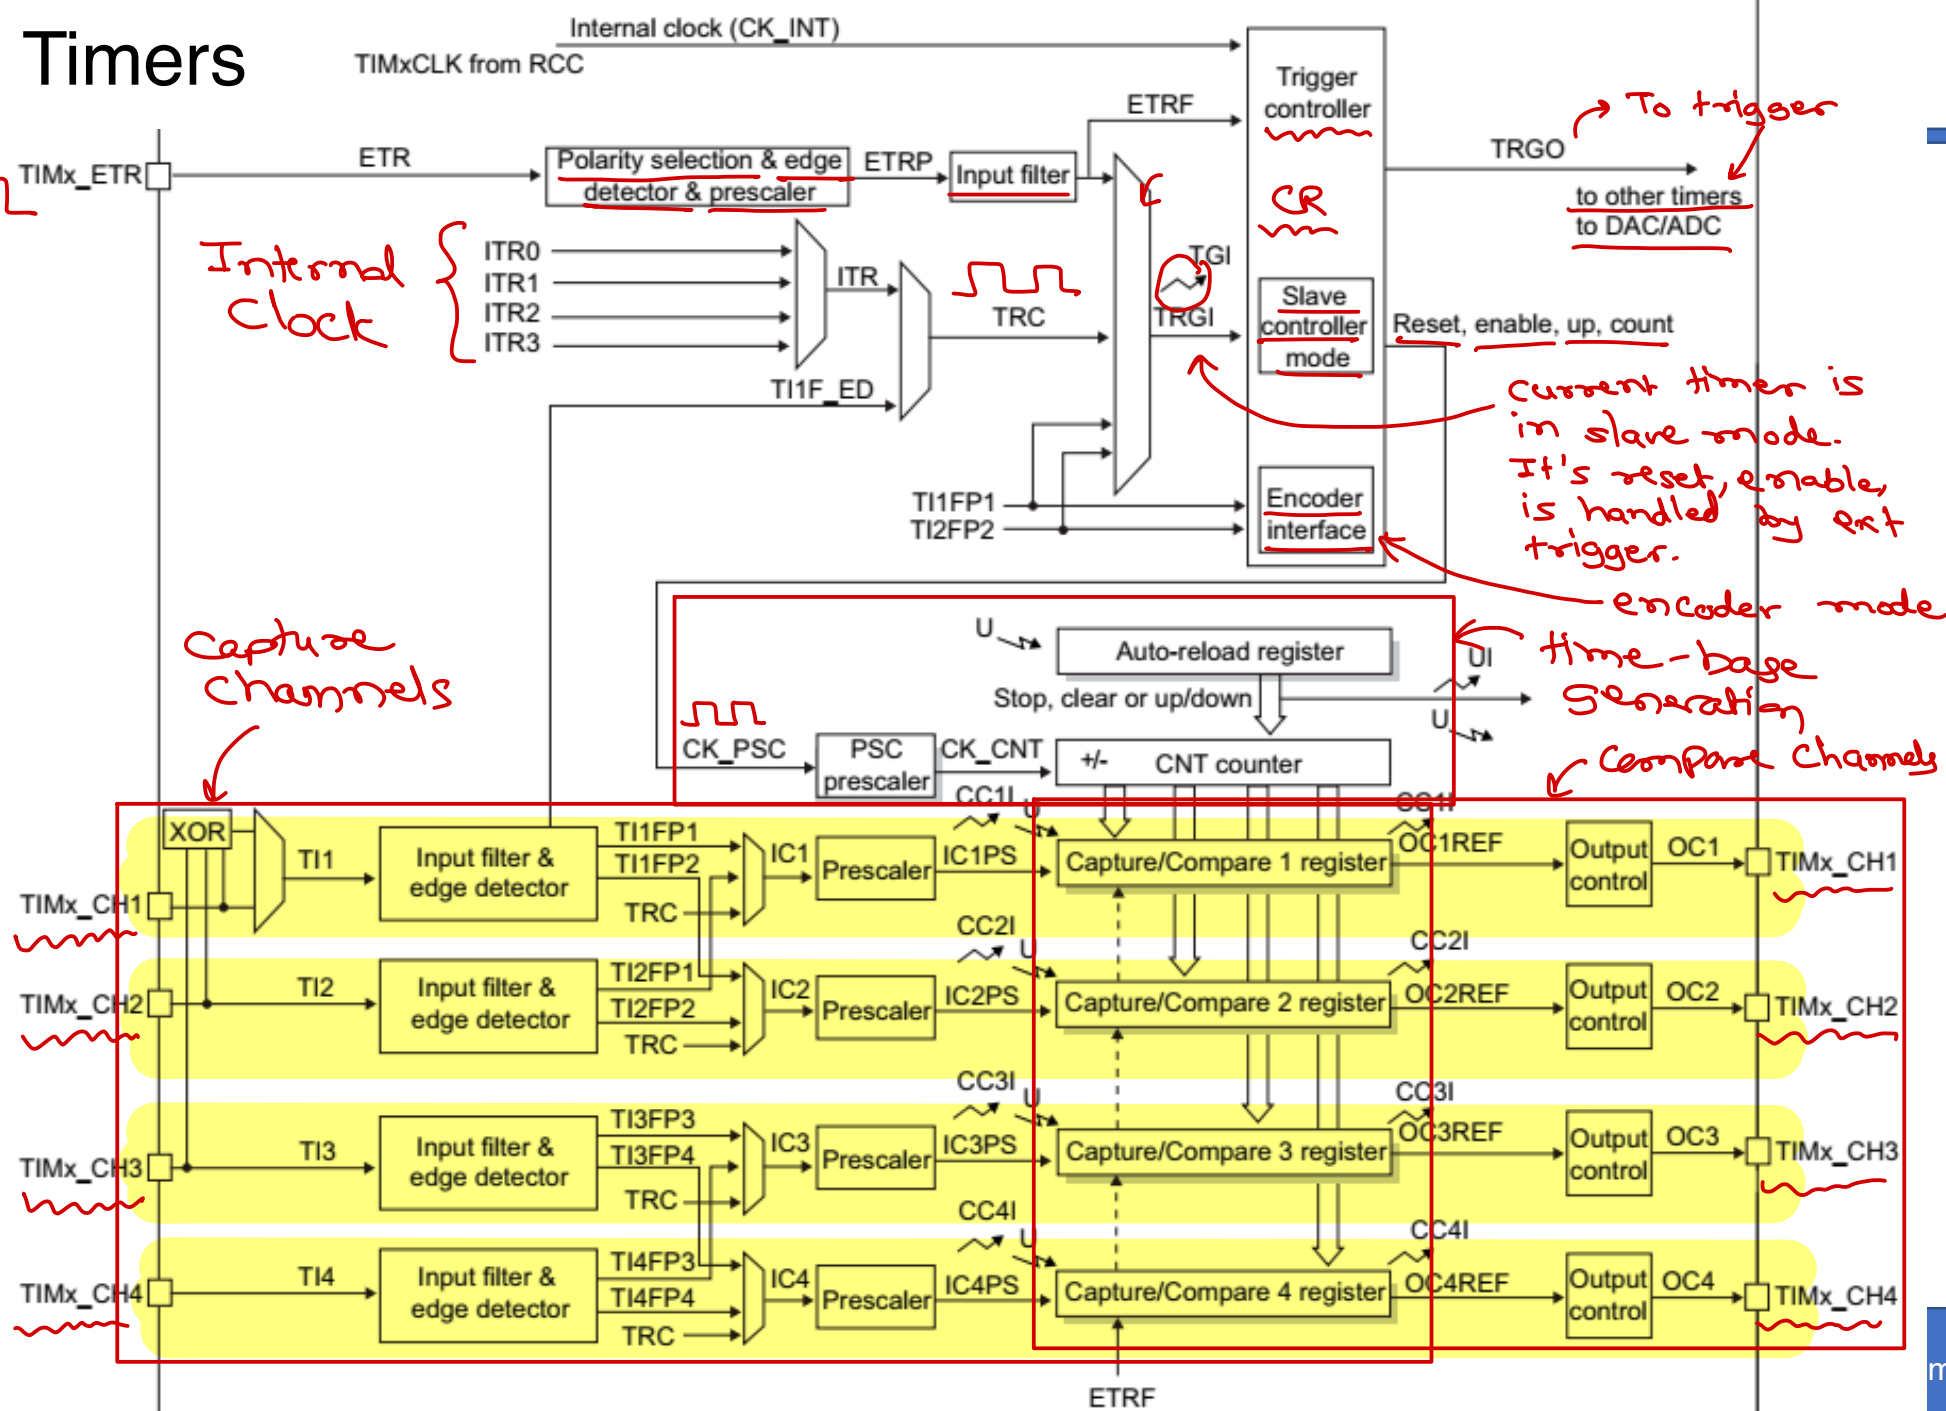 Timers
Internal clock (CK_INT)
TIMxCLK from RCC
Trigger
controller
CR
ETRF
TRGO
To trigger
to other timers
to DAC/ADC
TIMx_ETR
ETR
Polarity selection & edge
detector & prescaler
ETRP
Input filter
Internal
Clock
ITR0
ITR1
ITR2
ITR3
ITR
TRC
TI1F_ED
TGI
TRGI
Slave
controller
mode
Reset, enable, up, count
Current timer is
in slave mode.
It's reset, enable,
is handled by ext
trigger.
TI1FP1
TI2FP2
Encoder
interface
encoder mode
time-base
generation
Compare Channels
Capture
Channels
U
Auto-reload register
UI
Stop, clear or up/down
U
CK_PSC
PSC
prescaler
CK_CNT
+/-
CNT counter
XOR
TI1
TIMx_CH1
Input filter &
edge detector
TI1FP1
TI1FP2
TRC
IC1
Prescaler
IC1PS
CC1I
U
Capture/Compare 1 register
CC1I
OC1REF
Output
control
OC1
TIMx_CH1
TIMx_CH2
TI2
Input filter &
edge detector
TI2FP1
TI2FP2
TRC
IC2
Prescaler
IC2PS
CC2I
U
Capture/Compare 2 register
CC2I
OC2REF
Output
control
OC2
TIMx_CH2
TIMx_CH3
TI3
Input filter &
edge detector
TI3FP3
TI3FP4
TRC
IC3
Prescaler
IC3PS
CC3I
U
Capture/Compare 3 register
CC3I
OC3REF
Output
control
OC3
TIMx_CH3
TIMx_CH4
TI4
Input filter &
edge detector
TI4FP3
TI4FP4
TRC
IC4
Prescaler
IC4PS
CC4I
U
Capture/Compare 4 register
CC4I
OC4REF
Output
control
OC4
TIMx_CH4
ETRF